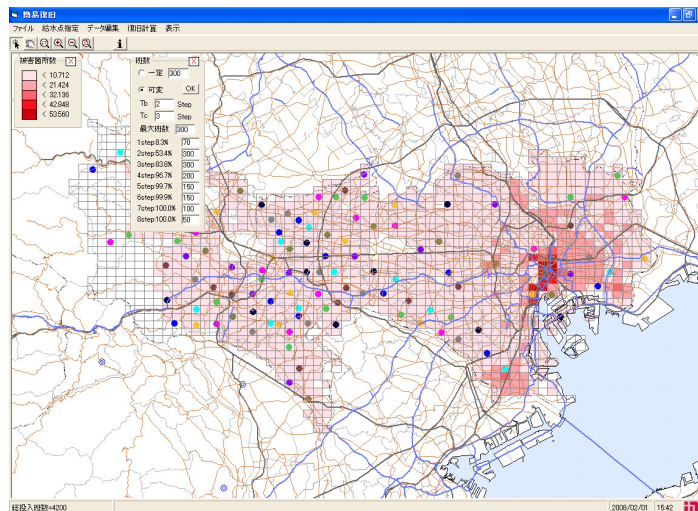 簡易復旧
ファイル 給水点指定 データ編集 復旧計算 表示
被害箇所数
< 10.712
< 21.424
< 32.136
< 42.848
< 53.560
班数
一定 300
可変 OK
Tb 2 Step
Tc 3 Step
最大班数 300
1step:8.3% 70
2step:53.4% 300
3step:83.8% 300
4step:96.7% 200
5step:99.7% 150
6step:99.9% 150
7step:100.0% 100
8step:100.0% 50
総投入班数=4200
2008/02/01 15:42